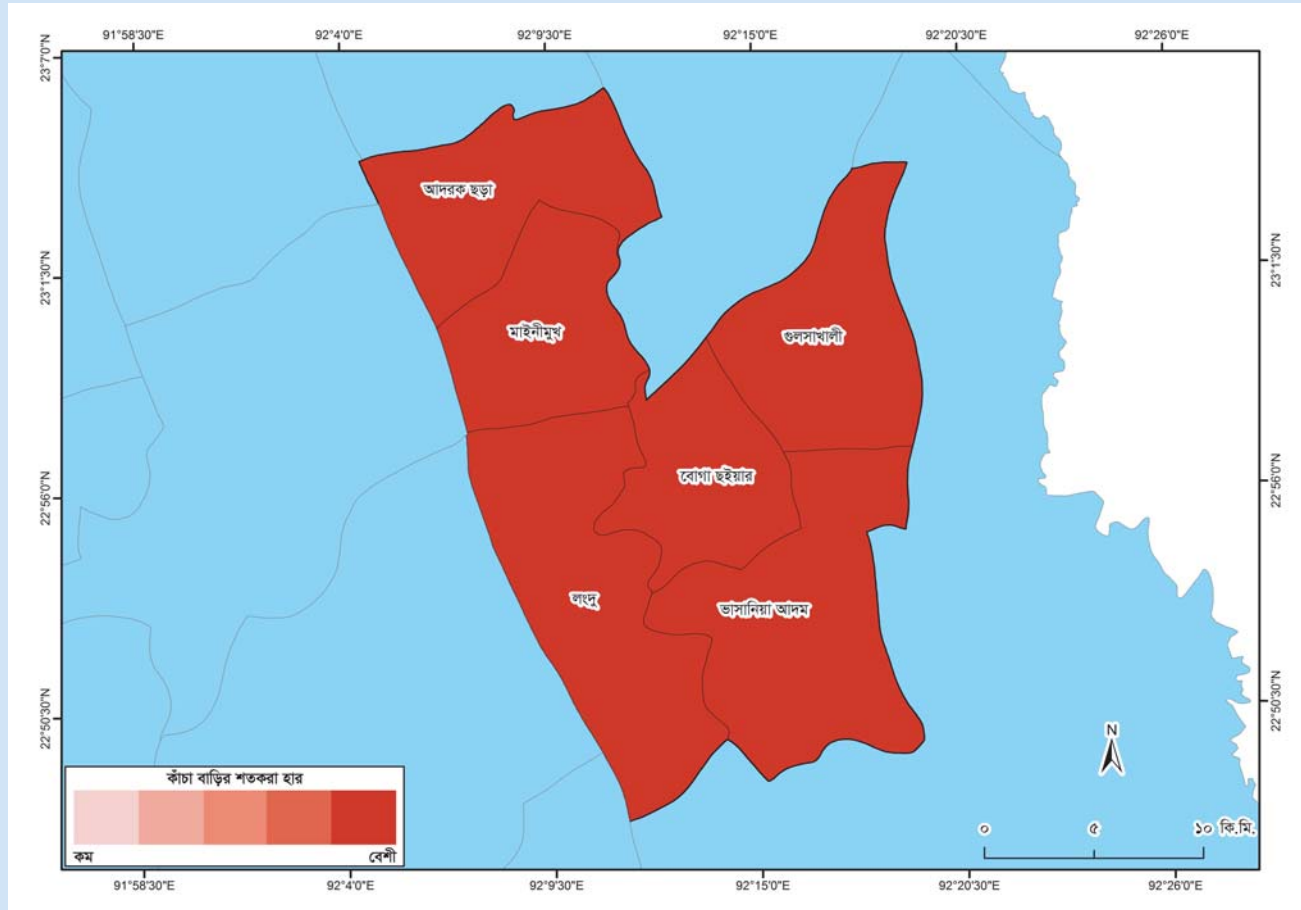 91°58'30"E 92°4'0"E 92°9'30"E 92°15'0"E 92°20'30"E 92°26'0"E
23°7'0"N
23°1'30"N
22°56'0"N
22°50'30"N
আদরক ছড়া
মাইনীমুখ
গুলসাখালী
বোগা ছইয়ার
লংদু
ভাসানিয়া আদম
23°1'30"N
22°56'0"N
22°50'30"N
N
০ ৫ ১০ কি.মি.
কাঁচা বাড়ির শতকরা হার
কম বেশী
91°58'30"E 92°4'0"E 92°9'30"E 92°15'0"E 92°20'30"E 92°26'0"E